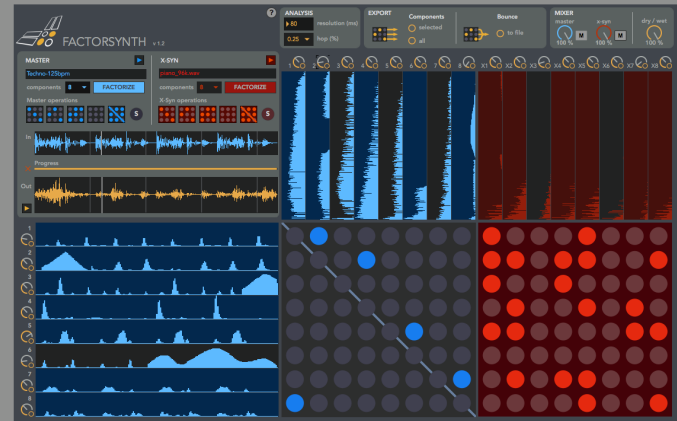 ?
FACTORSYNTH v 1.2
ANALYSIS
80 resolution (ms)
0.25 hop (%)
EXPORT
Components
selected
all
Bounce
to file
MIXER
master
x-syn
dry / wet
100 %
M
100 %
M
100 %
MASTER
Techno-125bpm
components 8 FACTORIZE
Master operations
S
X-SYN
piano_f4s.wav
components 8 FACTORIZE
X-Syn operations
S
In
Progress
Out
1 2 3 4 5 6 7 8
X1 X2 X3 X4 X5 X6 X7 X8
1
2
3
4
5
6
7
8